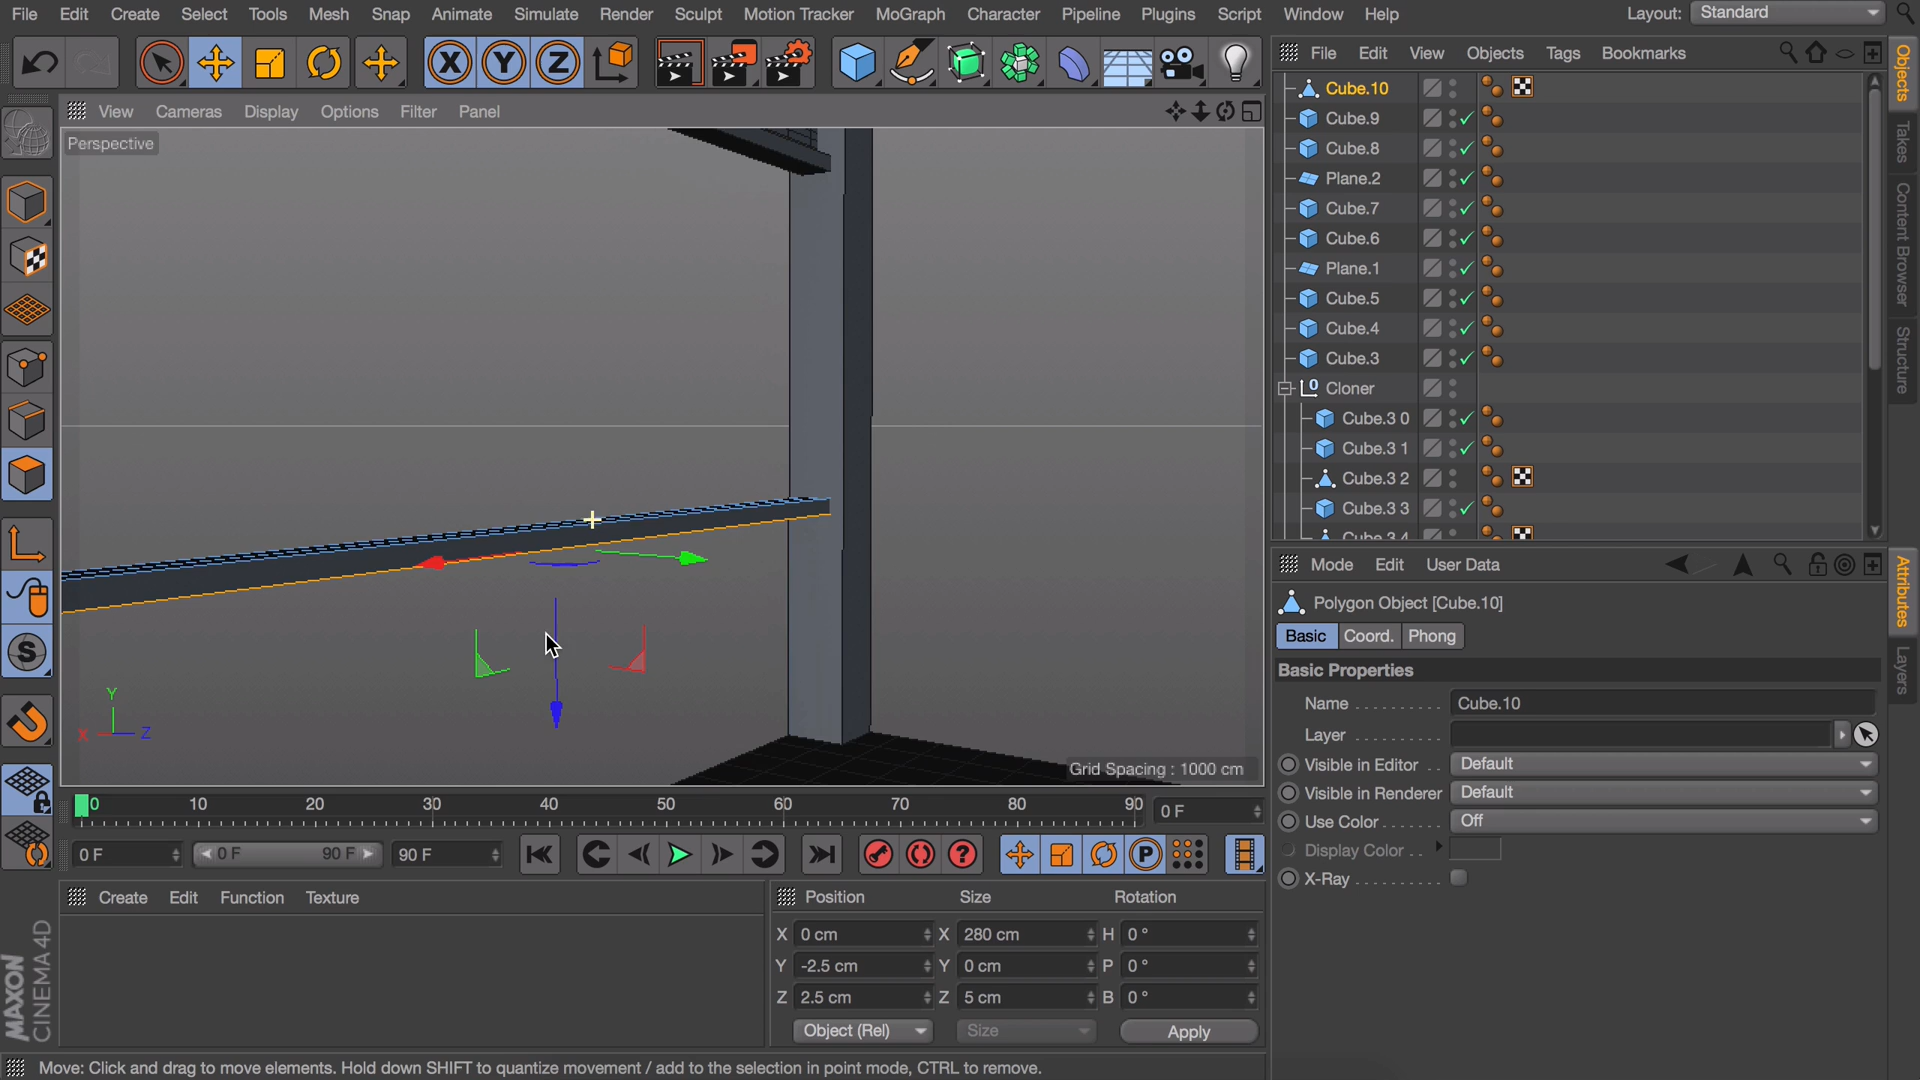 File Edit Create Select Tools Mesh Snap Animate Simulate Render Sculpt Motion Tracker MoGraph Character Pipeline Plugins Script Window Help Layout: Standard
X Y Z
File Edit View Objects Tags Bookmarks
View Cameras Display Options Filter Panel
Perspective
Cube.10
Cube.9
Cube.8
Plane.2
Cube.7
Cube.6
Plane.1
Cube.5
Cube.4
Cube.3
Cloner
Cube.3 0
Cube.3 1
Cube.3 2
Cube.3 3
Cube.3 4
Objects
Takes
Content Browser
Structure
Mode Edit User Data
Polygon Object [Cube.10]
Basic Coord. Phong
Basic Properties
Name Cube.10
Layer
Visible in Editor Default
Visible in Renderer Default
Use Color Off
Display Color
X-Ray
Attributes
Layers
Y
X Z
Grid Spacing : 1000 cm
0 10 20 30 40 50 60 70 80 90 0 F
0 F 0 F 90 F 90 F
Create Edit Function Texture
Position Size Rotation
X 0 cm X 280 cm H 0 °
Y -2.5 cm Y 0 cm P 0 °
Z 2.5 cm Z 5 cm B 0 °
Object (Rel) Size Apply
MAXON
CINEMA 4D
Move: Click and drag to move elements. Hold down SHIFT to quantize movement / add to the selection in point mode, CTRL to remove.